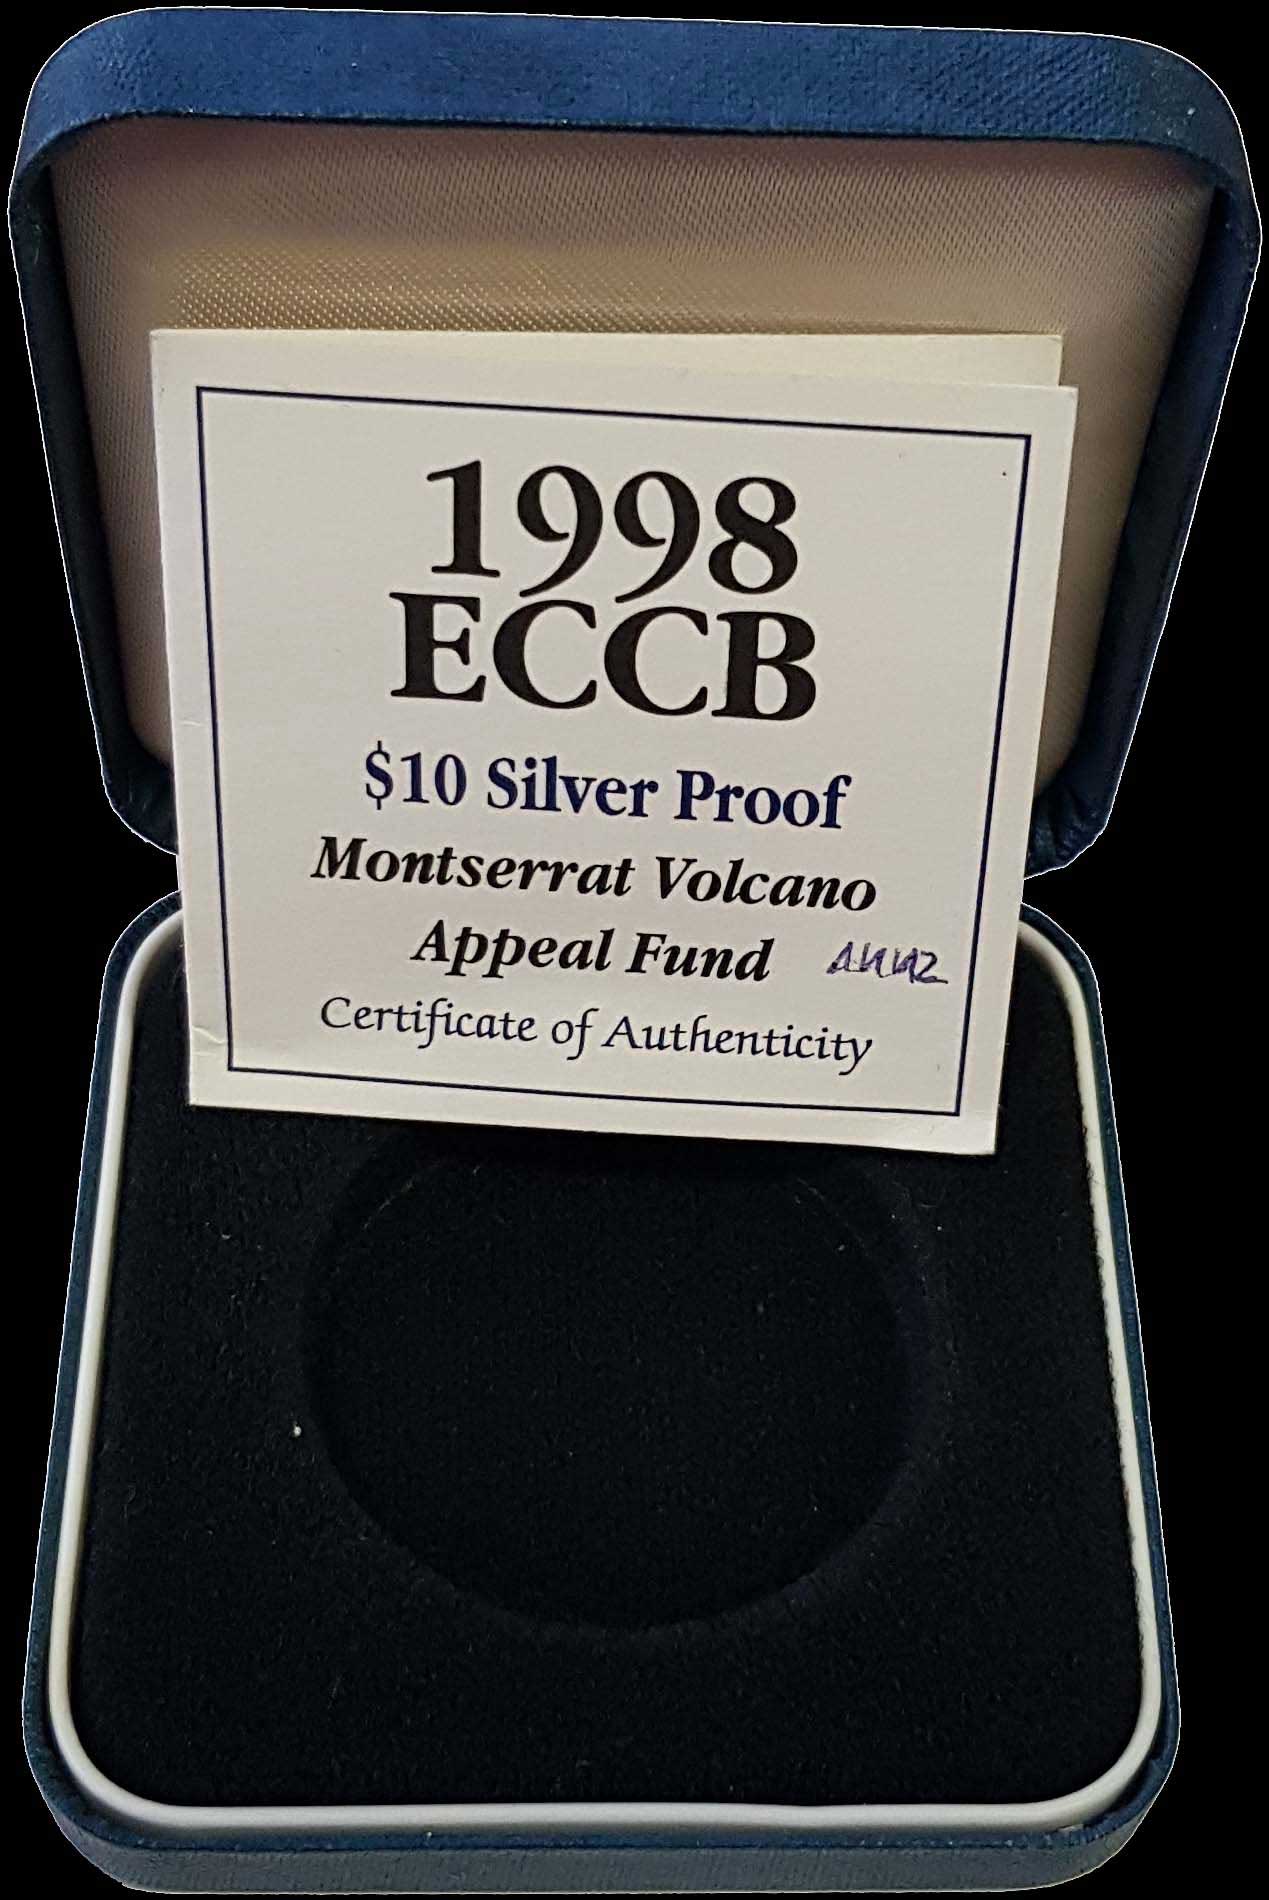 1998
ECCB
$10 Silver Proof
Montserrat Volcano
Appeal Fund
Certificate of Authenticity